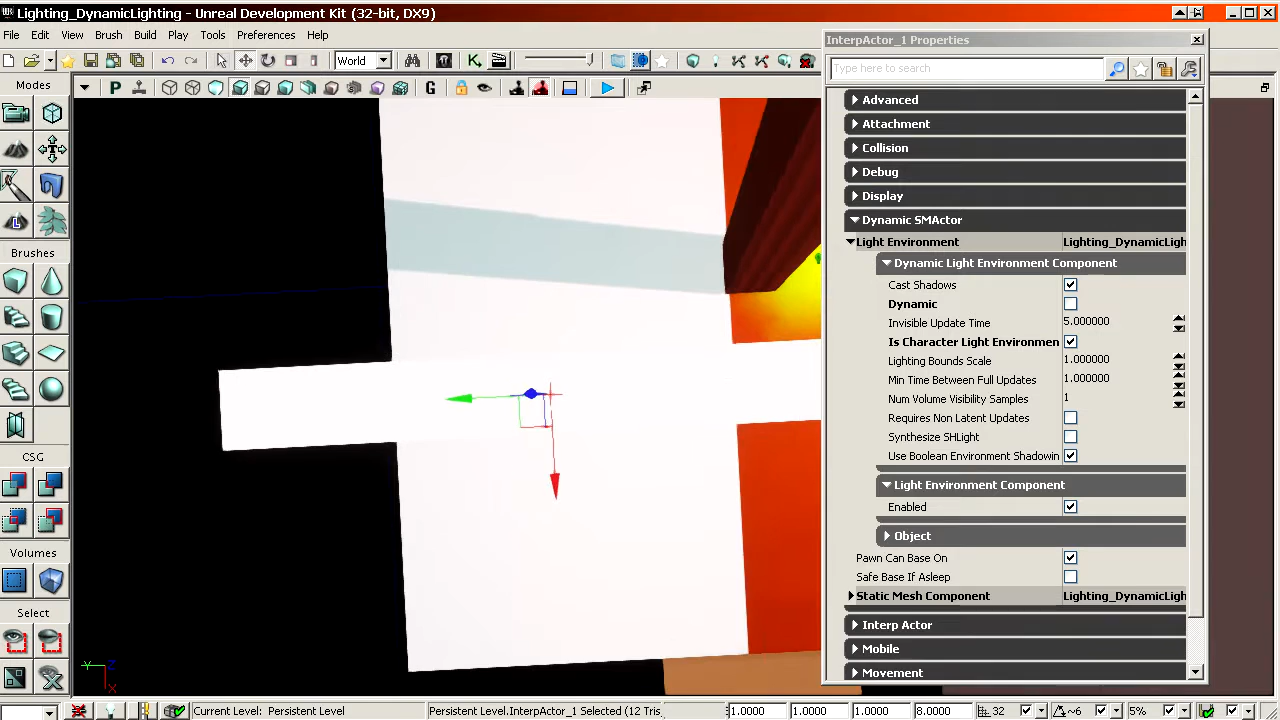 Lighting_DynamicLighting - Unreal Development Kit (32-bit, DX9)
File Edit View Brush Build Play Tools Preferences Help
World
Modes
P G
Brushes
CSG
Volumes
Select
InterpActor_1 Properties
Type here to search
Advanced
Attachment
Collision
Debug
Display
Dynamic SMActor
Light Environment Lighting_DynamicLigh
Dynamic Light Environment Component
Cast Shadows
Dynamic
Invisible Update Time 5.000000
Is Character Light Environmen
Lighting Bounds Scale 1.000000
Min Time Between Full Updates 1.000000
Num Volume Visibility Samples 1
Requires Non Latent Updates
Synthesize SHLight
Use Boolean Environment Shadowin
Light Environment Component
Enabled
Object
Pawn Can Base On
Safe Base If Asleep
Static Mesh Component Lighting_DynamicLigh
Interp Actor
Mobile
Movement
Y Z
X
Current Level: Persistent Level Persistent Level.InterpActor_1 Selected (12 Tris, 1.0000 1.0000 1.0000 8.0000 32 ~6 5%